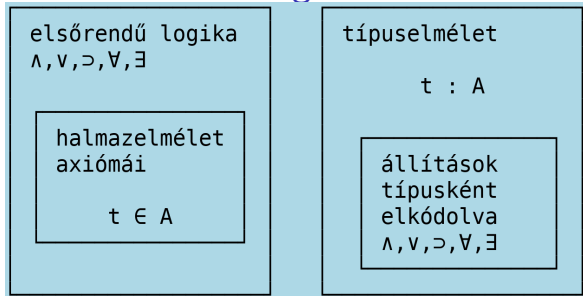 elsőrendű logika
∧,∨,⊃,∀,∃
halmazelmélet
axiómái
t ∈ A
típuselmélet
t : A
állítások
típusként
elkódolva
∧,∨,⊃,∀,∃